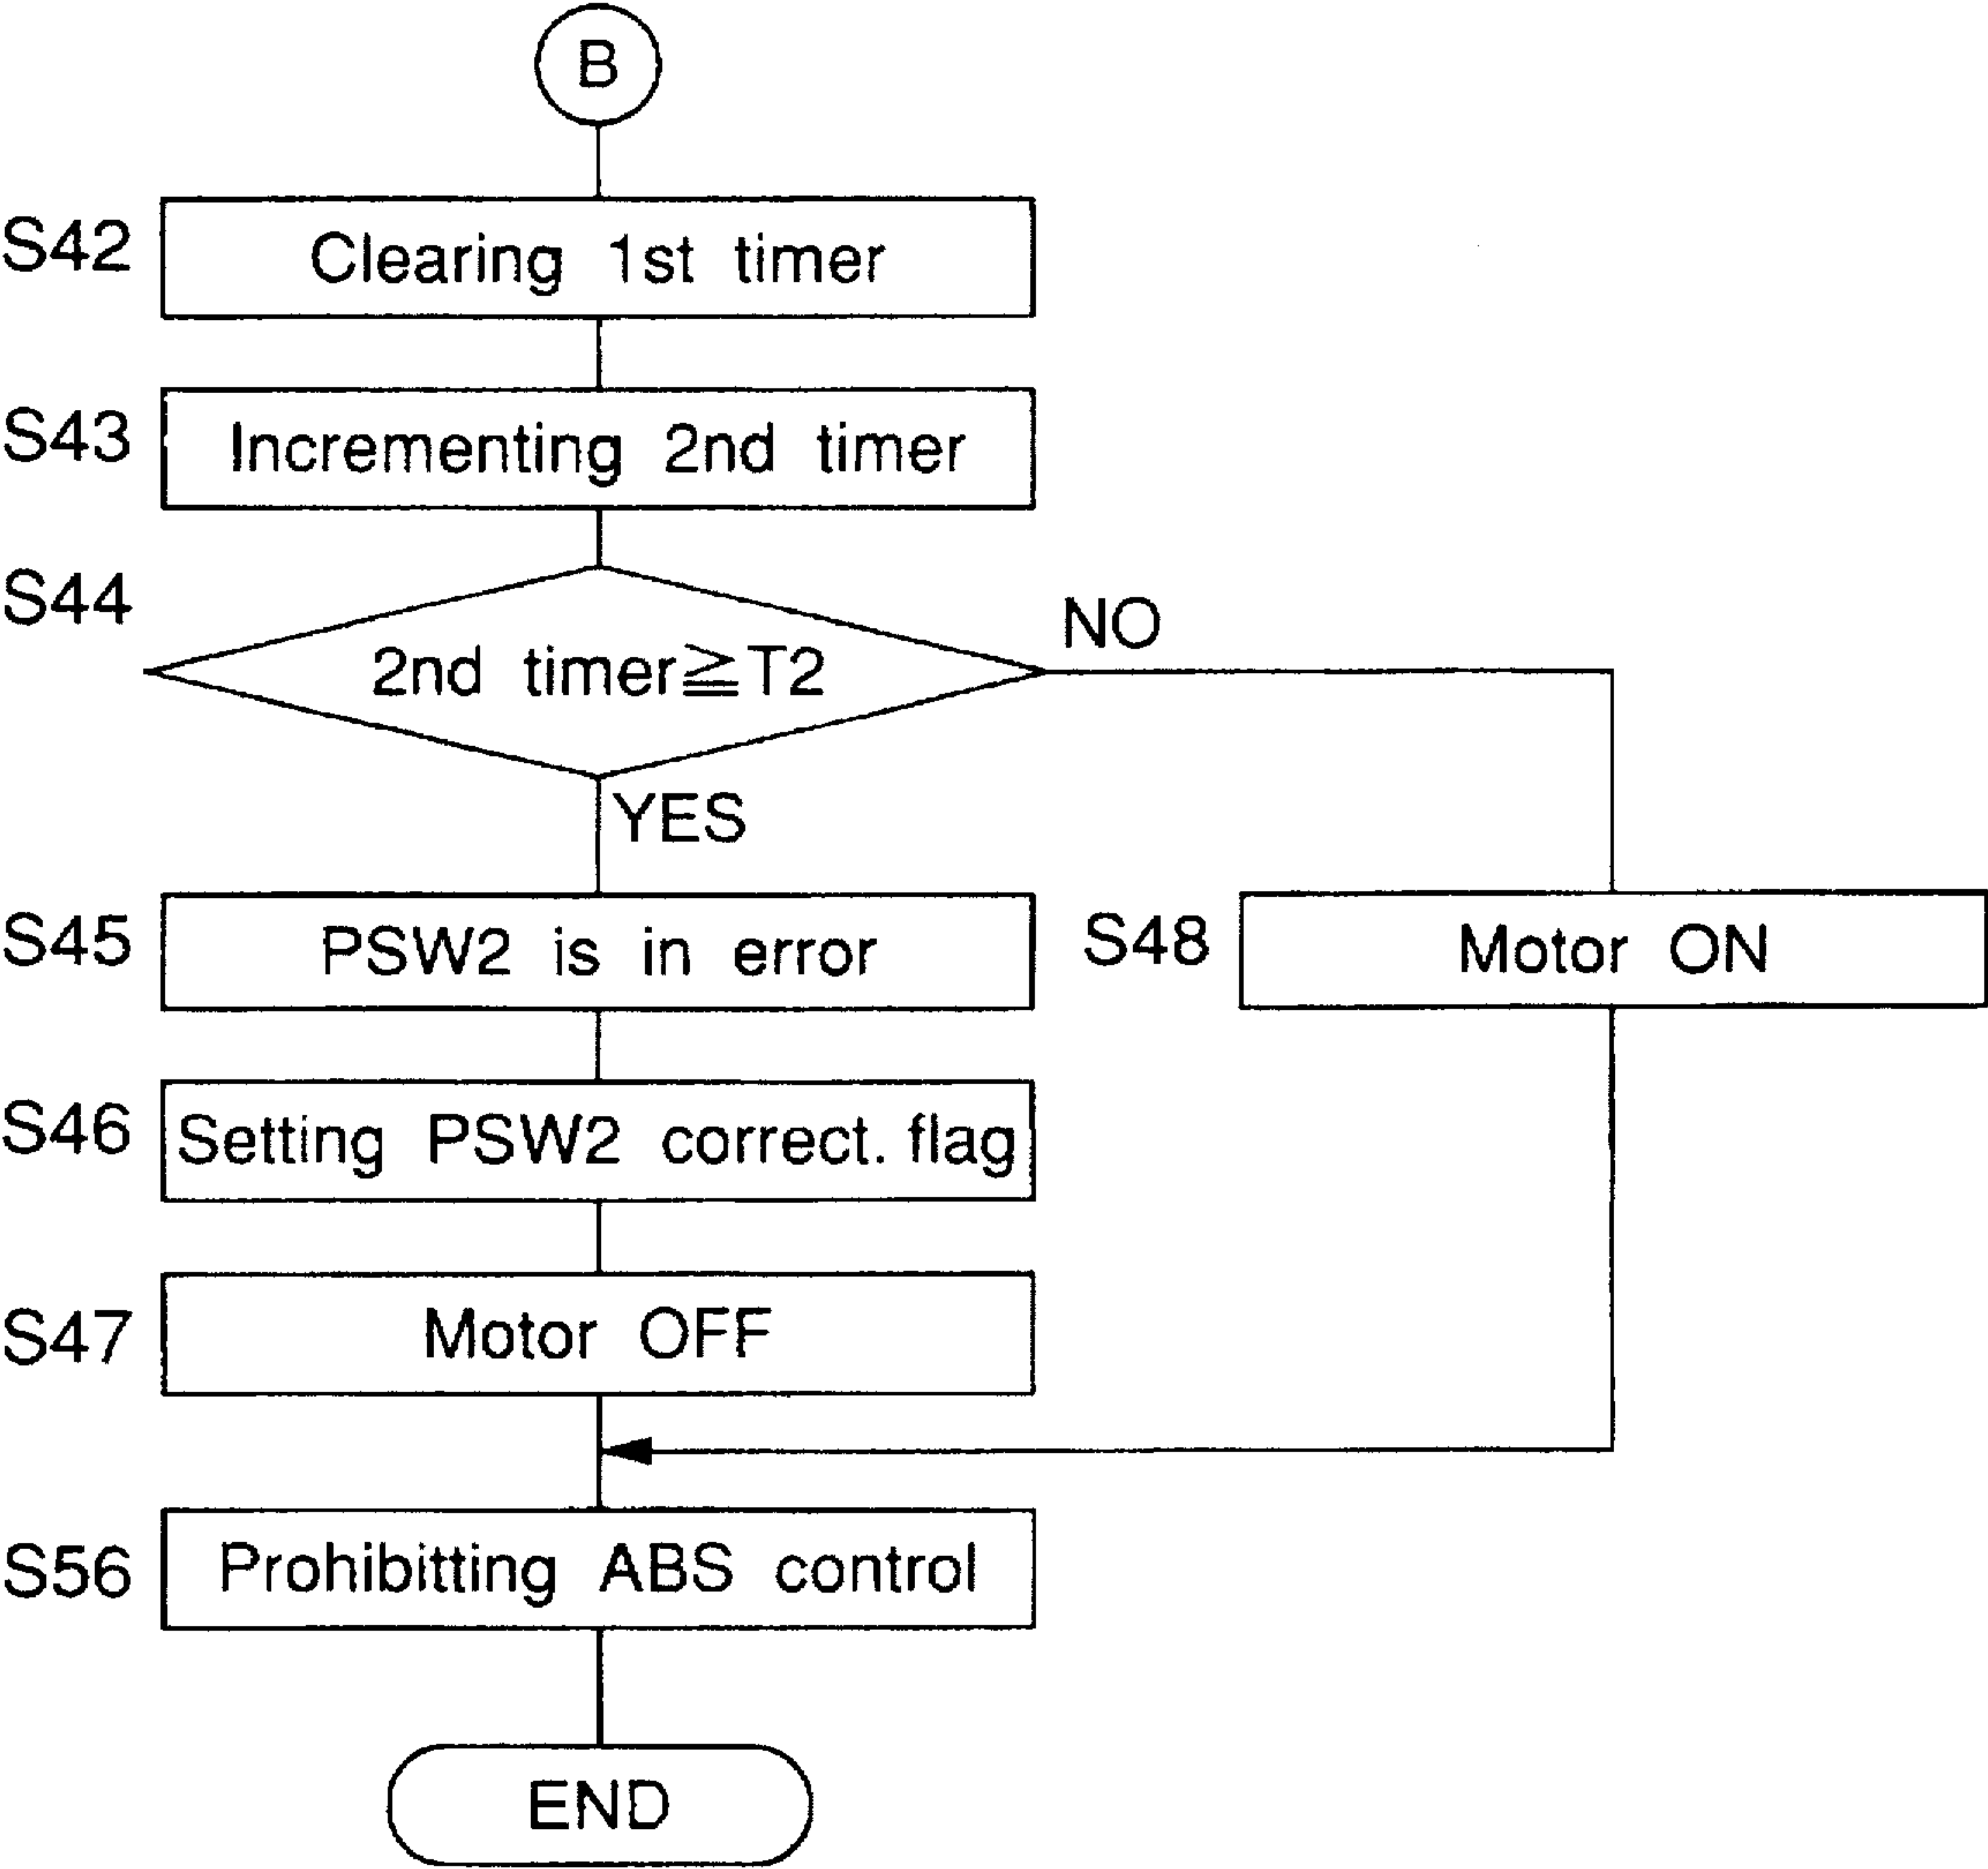 B
S42
Clearing 1st timer
S43
Incrementing 2nd timer
S44
2nd timer≧T2
NO
YES
S45
PSW2 is in error
S48
Motor ON
S46
Setting PSW2 correct. flag
S47
Motor OFF
S56
Prohibitting ABS control
END